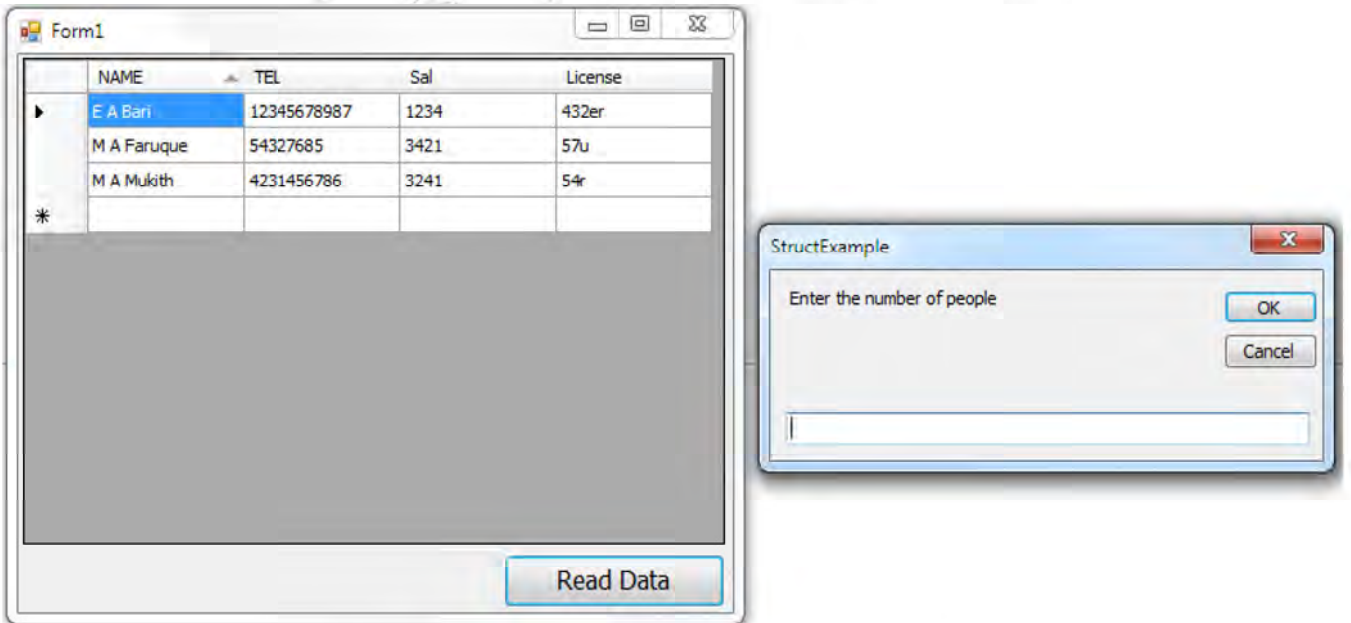 Form1
NAME TEL Sal License
E A Bari 12345678987 1234 432er
M A Faruque 54327685 3421 57u
M A Mukith 4231456786 3241 54r
Read Data
StructExample
Enter the number of people
OK
Cancel